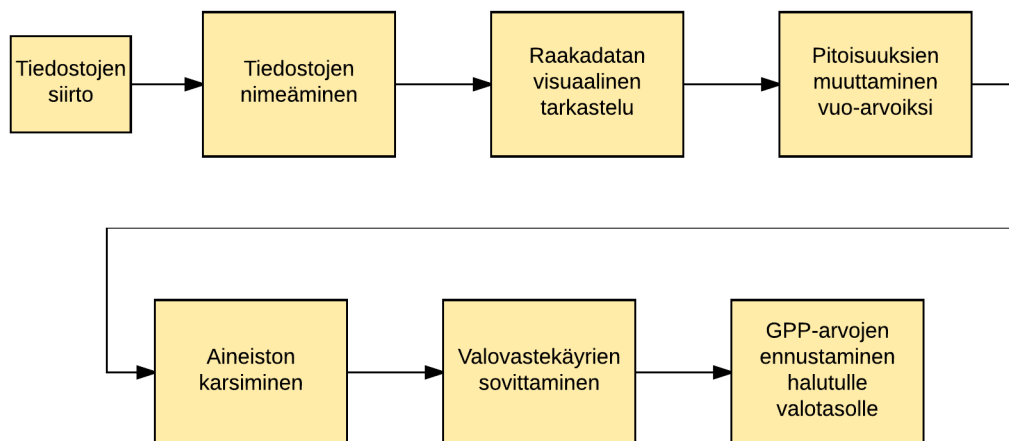 Tiedostojen
siirto
Tiedostojen
nimeäminen
Raakadatan
visuaalinen
tarkastelu
Pitoisuuksien
muuttaminen
vuo-arvoiksi
Aineiston
karsiminen
Valovastekäyrien
sovittaminen
GPP-arvojen
ennustaminen
halutulle
valotasolle